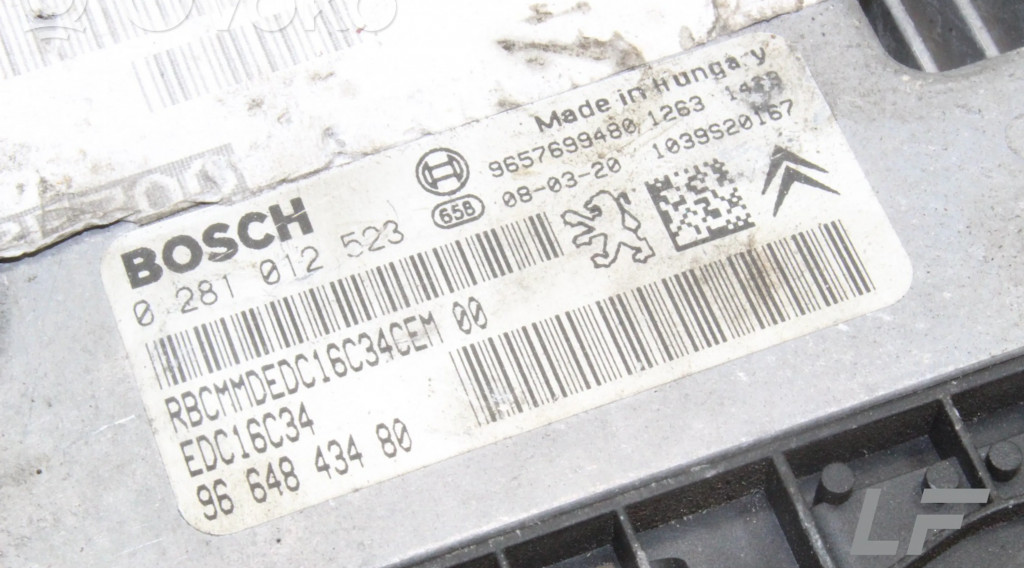 Made in Hungary
9657699480/1263
1039S20167
658 08-03-20
BOSCH
0 281 012 523
RBCMMDEDC16C34CEM 00
EDC16C34
96 648 434 80
LF